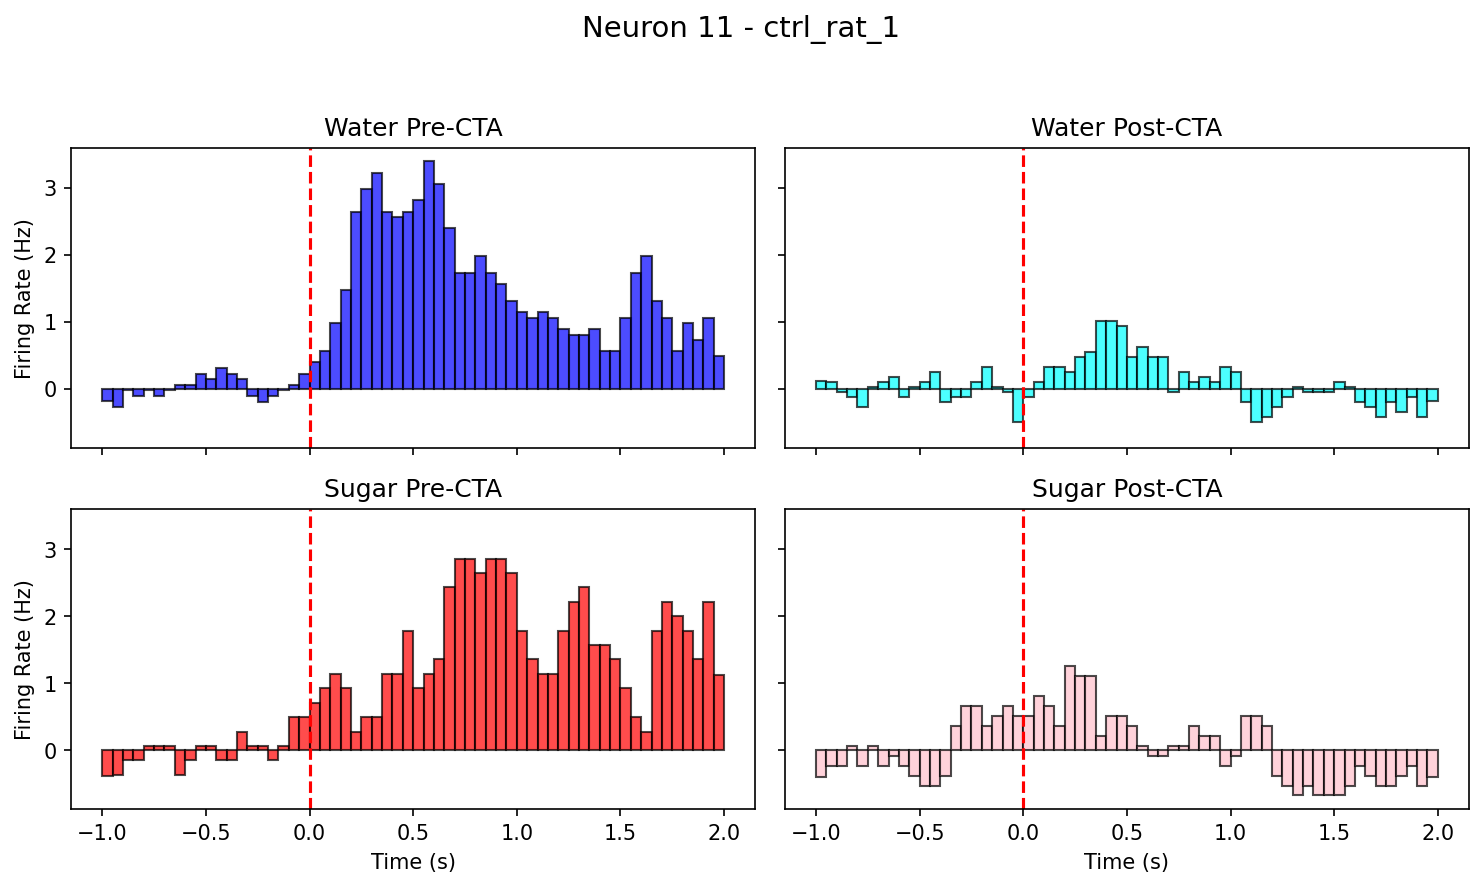 Neuron 11 - ctrl_rat_1
Water Pre-CTA
Water Post-CTA
Firing Rate (Hz)
3
2
1
0
Sugar Pre-CTA
Sugar Post-CTA
Firing Rate (Hz)
3
2
1
0
−1.0 −0.5 0.0 0.5 1.0 1.5 2.0
−1.0 −0.5 0.0 0.5 1.0 1.5 2.0
Time (s)
Time (s)